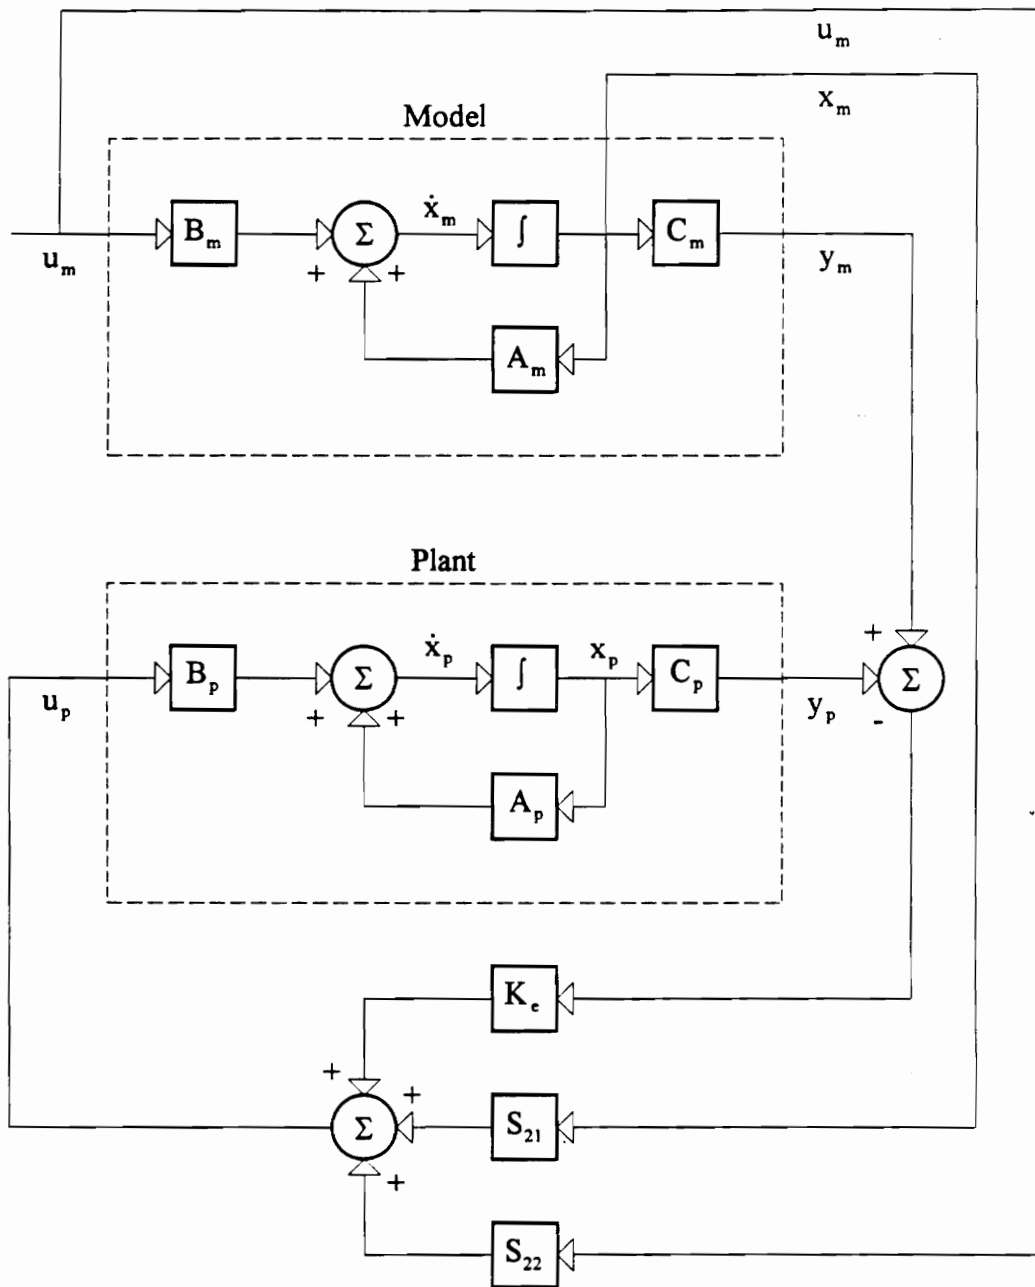 u_m
x_m
Model
B_m
Σ
ẋ_m
∫
C_m
u_m
+
+
y_m
A_m
Plant
B_p
Σ
ẋ_p
∫
x_p
C_p
+
Σ
u_p
+
+
y_p
-
A_p
K_e
+
+
Σ
S_21
+
S_22